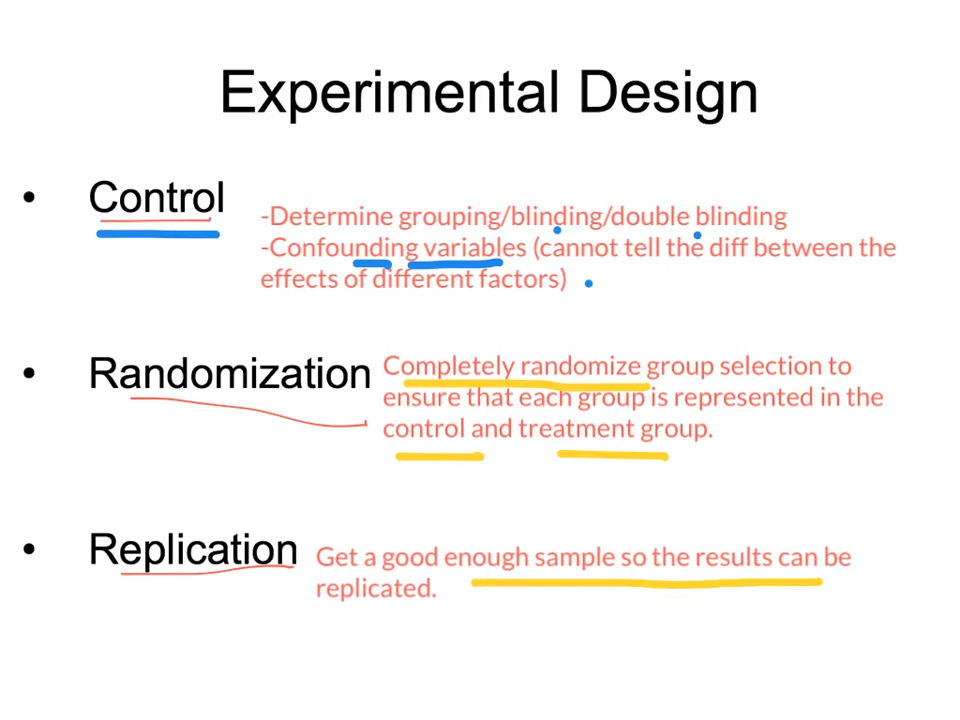 Experimental Design
• Control
-Determine grouping/blinding/double blinding
-Confounding variables (cannot tell the diff between the
effects of different factors)
• Randomization
Completely randomize group selection to
ensure that each group is represented in the
control and treatment group.
• Replication
Get a good enough sample so the results can be
replicated.